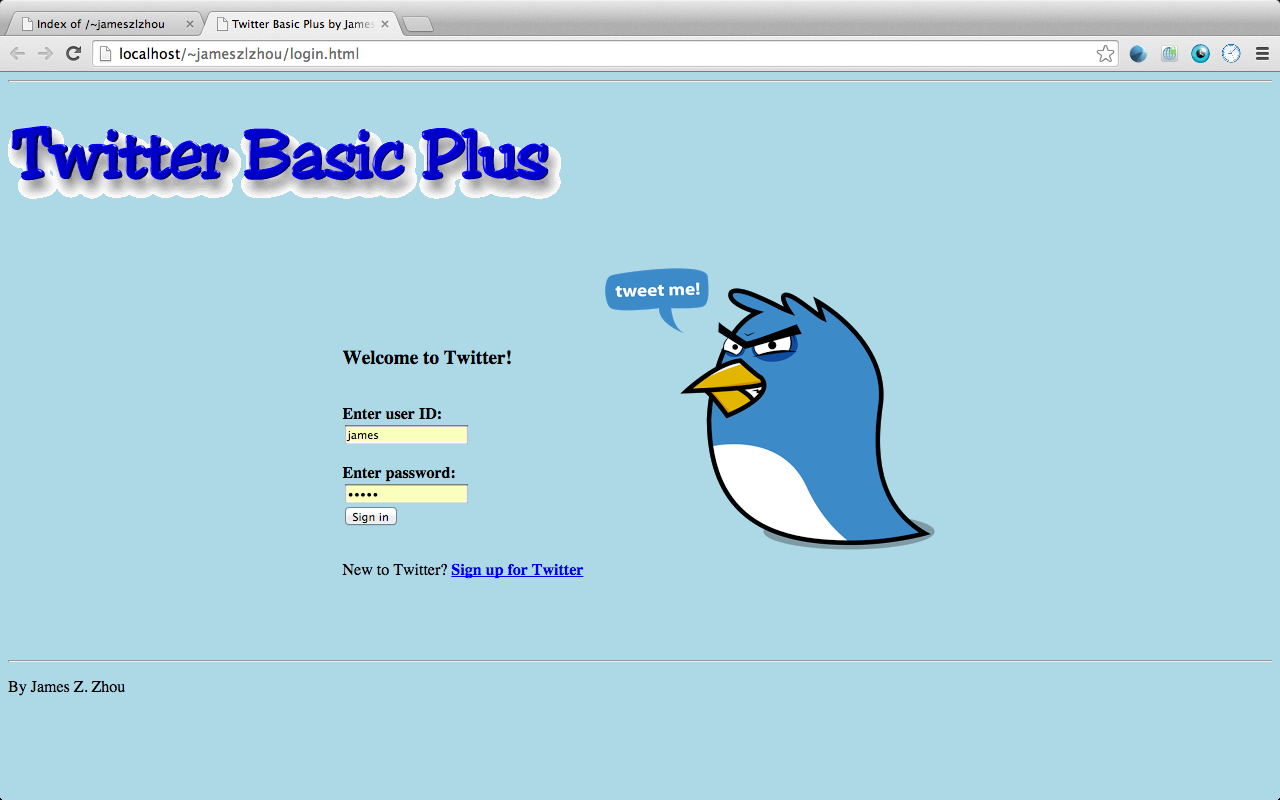 Index of /~jameszlzhou
Twitter Basic Plus by James
localhost/~jameszlzhou/login.html
Twitter Basic Plus
tweet me!
Welcome to Twitter!
Enter user ID:
james
Enter password:
•••••
Sign in
New to Twitter? Sign up for Twitter
By James Z. Zhou